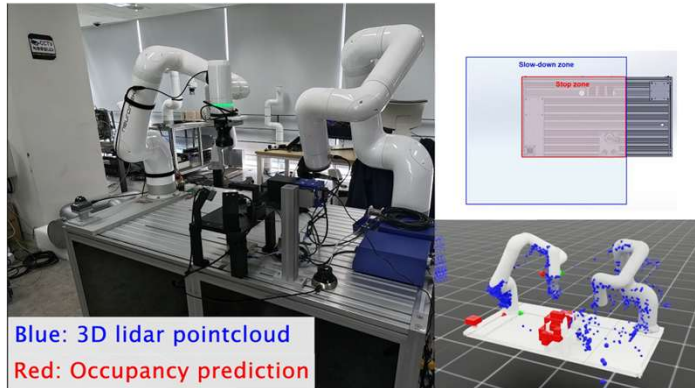 Slow-down zone
Stop zone
Blue: 3D lidar pointcloud
Red: Occupancy prediction